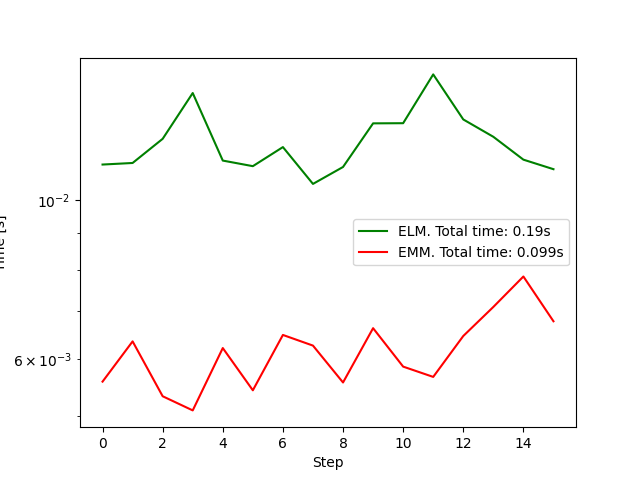 10⁻²
6 × 10⁻³
Time [s]
ELM. Total time: 0.19s
EMM. Total time: 0.099s
0 2 4 6 8 10 12 14
Step